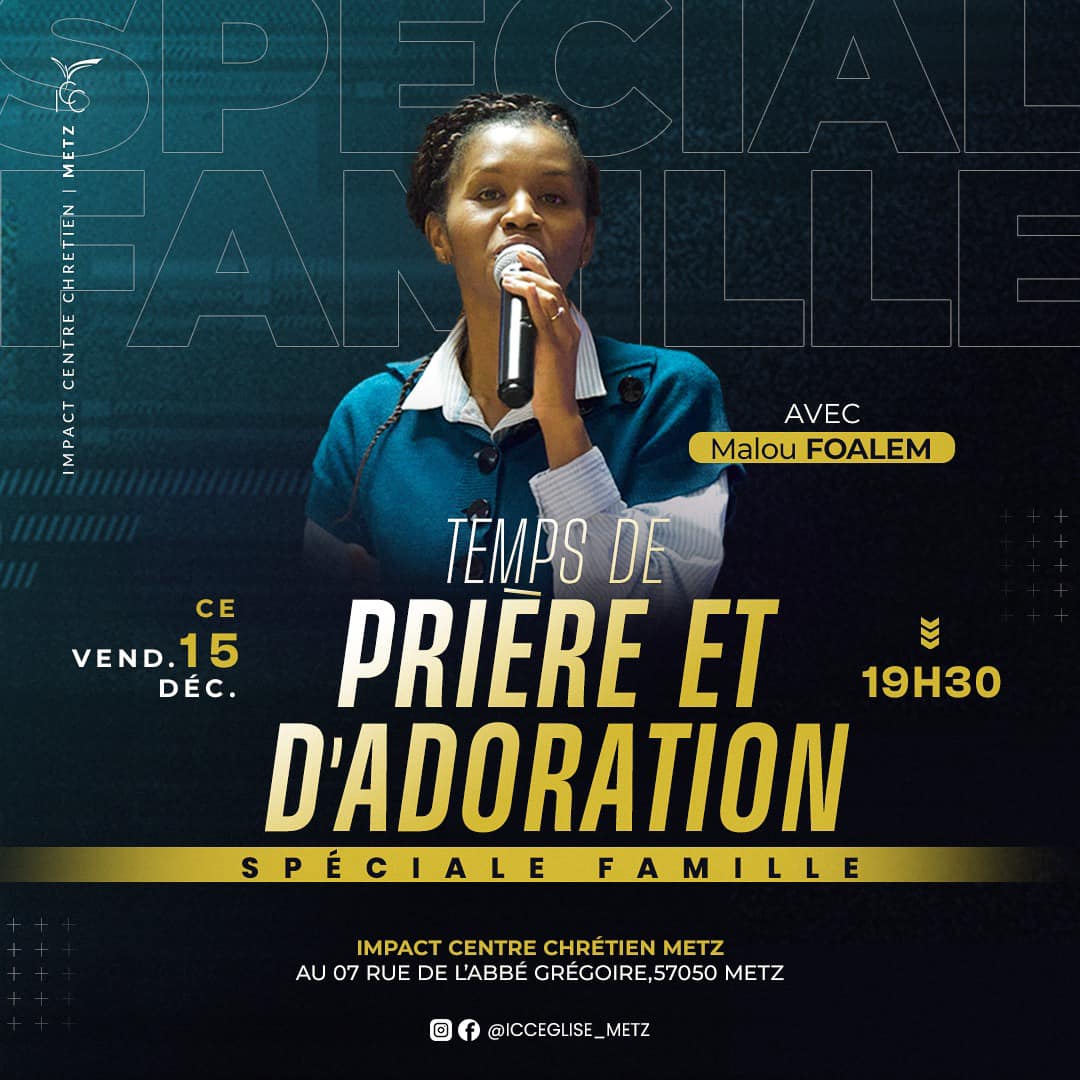 SPECIAL
FAMILLE
IMPACT CENTRE CHRETIEN | METZ
ICC
AVEC
Malou FOALEM
TEMPS DE
PRIÈRE ET
D'ADORATION
CE
VEND.15
DÉC.
19H30
SPÉCIALE FAMILLE
IMPACT CENTRE CHRÉTIEN METZ
AU 07 RUE DE L'ABBÉ GRÉGOIRE,57050 METZ
@ICCEGLISE_METZ